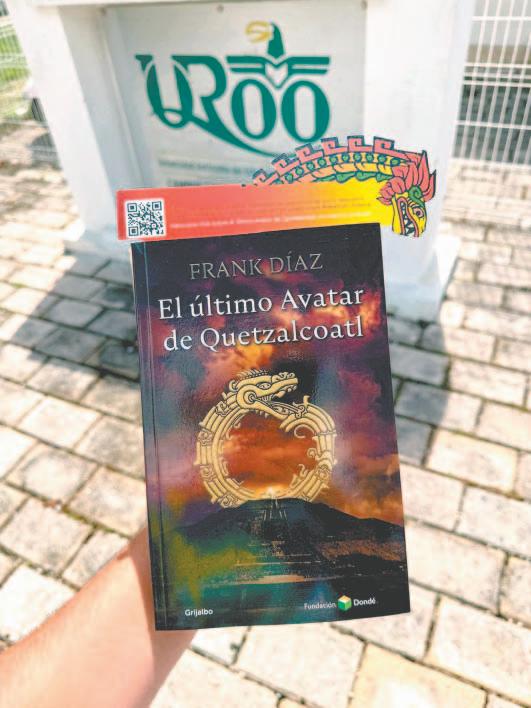 UQROO
FRANK DÍAZ
El último Avatar
de Quetzalcoatl
Grijalbo
Fundación Dondé